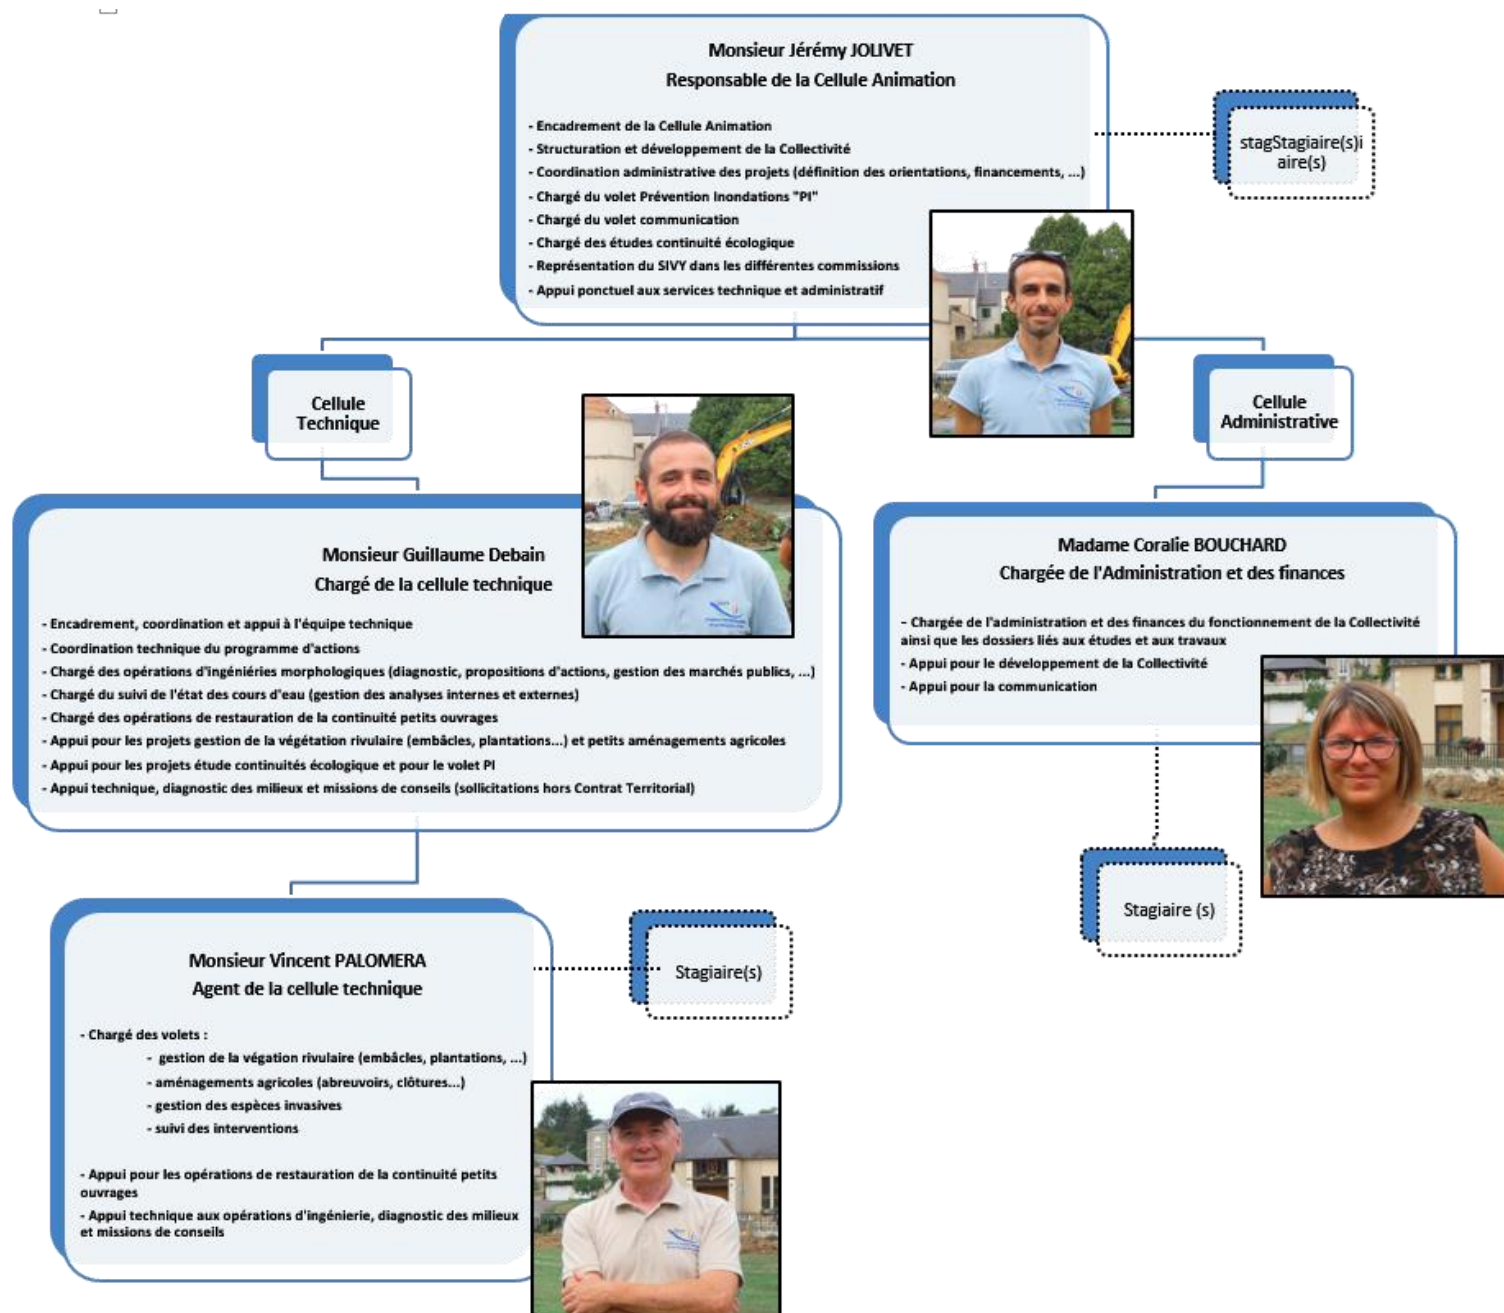 Monsieur Jérémy JOLIVET
Responsable de la Cellule Animation
- Encadrement de la Cellule Animation
- Structuration et développement de la Collectivité
- Coordination administrative des projets (définition des orientations, financements, ...)
- Chargé du volet Prévention Inondations "PI"
- Chargé du volet communication
- Chargé des études continuité écologique
- Représentation du SIVY dans les différentes commissions
- Appui ponctuel aux services technique et administratif
stagStagiaire(s)i
aire(s)
Cellule
Technique
Cellule
Administrative
Monsieur Guillaume Debain
Chargé de la cellule technique
- Encadrement, coordination et appui à l'équipe technique
- Coordination technique du programme d'actions
- Chargé des opérations d'ingéniéries morphologiques (diagnostic, propositions d'actions, gestion des marchés publics, ...)
- Chargé du suivi de l'état des cours d'eau (gestion des analyses internes et externes)
- Chargé des opérations de restauration de la continuité petits ouvrages
- Appui pour les projets gestion de la végétation rivulaire (embâcles, plantations...) et petits aménagements agricoles
- Appui pour les projets étude continuités écologique et pour le volet PI
- Appui technique, diagnostic des milieux et missions de conseils (sollicitations hors Contrat Territorial)
Madame Coralie BOUCHARD
Chargée de l'Administration et des finances
- Chargée de l'administration et des finances du fonctionnement de la Collectivité
ainsi que les dossiers liés aux études et aux travaux
- Appui pour le développement de la Collectivité
- Appui pour la communication
Stagiaire (s)
Monsieur Vincent PALOMERA
Agent de la cellule technique
- Chargé des volets :
- gestion de la végation rivulaire (embâcles, plantations, ...)
- aménagements agricoles (abreuvoirs, clôtures...)
- gestion des espèces invasives
- suivi des interventions
- Appui pour les opérations de restauration de la continuité petits
ouvrages
- Appui technique aux opérations d'ingénierie, diagnostic des milieux
et missions de conseils
Stagiaire(s)